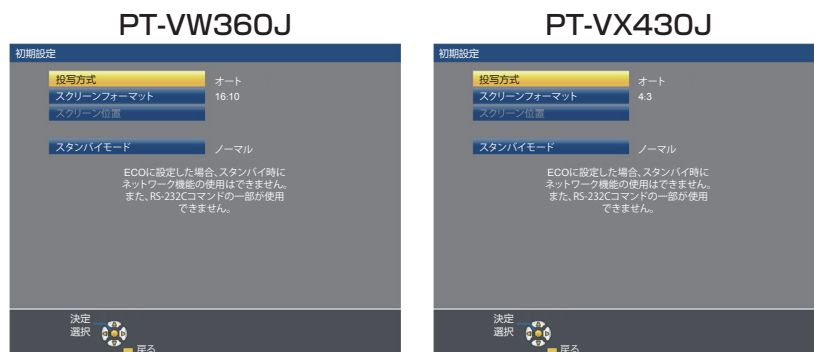 PT-VW360J
初期設定
投写方式 オート
スクリーンフォーマット 16:10
スクリーン位置
スタンバイモード ノーマル
ECOに設定した場合、スタンバイ時に
ネットワーク機能の使用はできません。
また、RS-232Cコマンドの一部が使用
できません。
決定
選択
戻る
PT-VX430J
初期設定
投写方式 オート
スクリーンフォーマット 4:3
スクリーン位置
スタンバイモード ノーマル
ECOに設定した場合、スタンバイ時に
ネットワーク機能の使用はできません。
また、RS-232Cコマンドの一部が使用
できません。
決定
選択
戻る